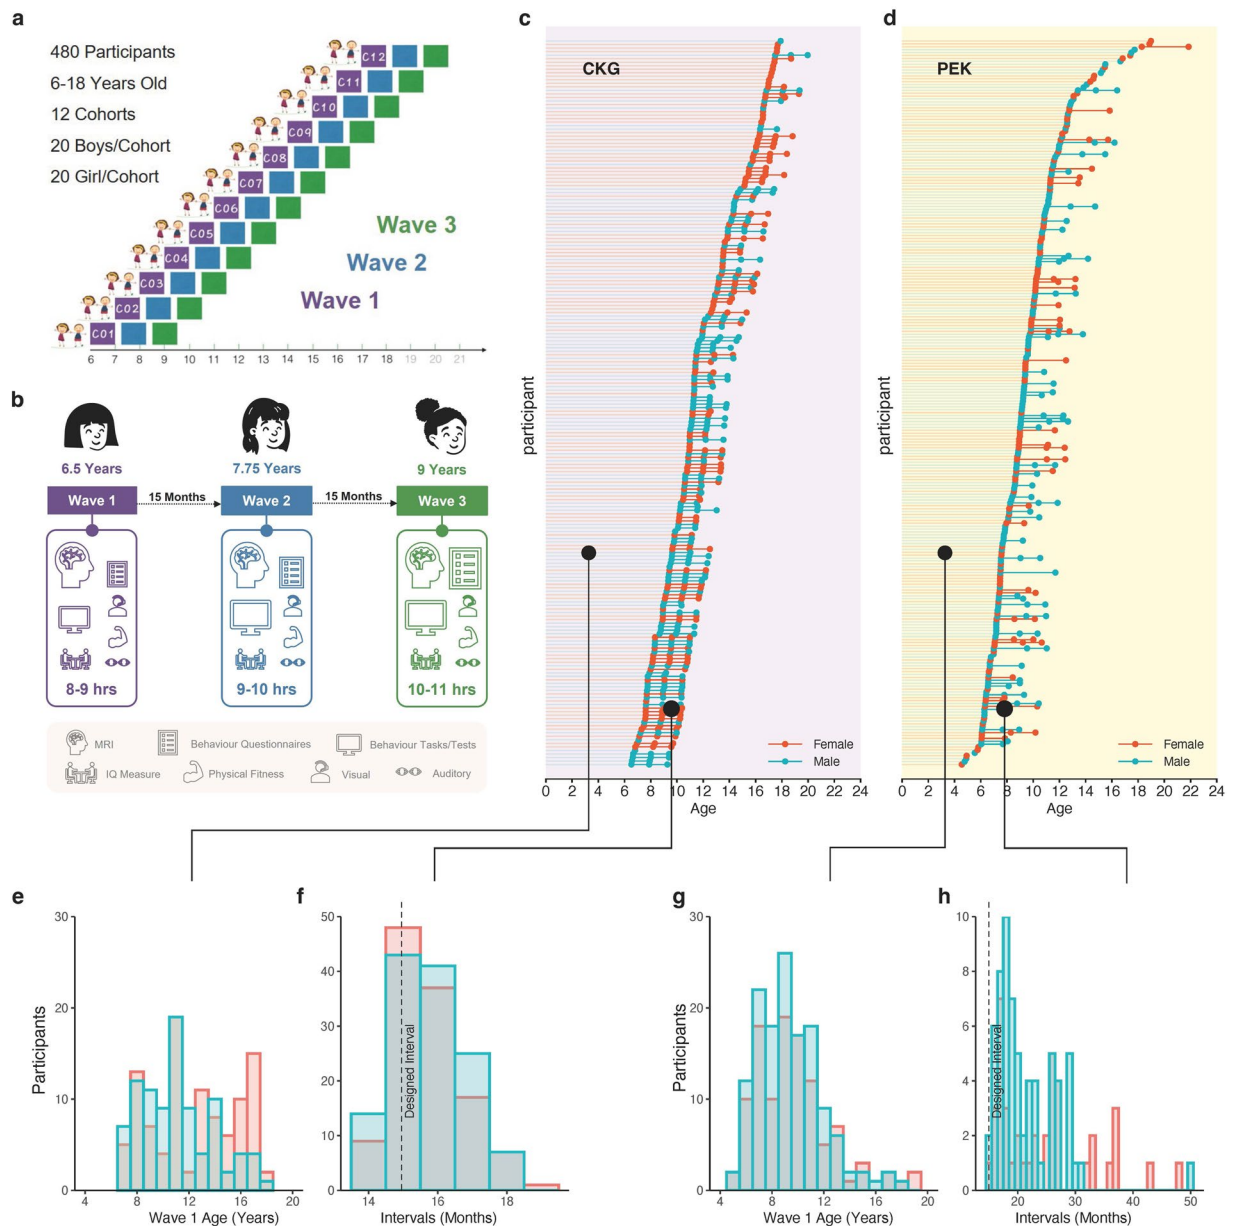 a
480 Participants
6-18 Years Old
12 Cohorts
20 Boys/Cohort
20 Girl/Cohort
C12
C11
C10
C09
C08
C07
C06
C05
C04
C03
C02
C01
Wave 3
Wave 2
Wave 1
6 7 8 9 10 11 12 13 14 15 16 17 18 19 20 21
b
6.5 Years 7.75 Years 9 Years
Wave 1 15 Months Wave 2 15 Months Wave 3
8-9 hrs 9-10 hrs 10-11 hrs
MRI Behaviour Questionnaires Behaviour Tasks/Tests
IQ Measure Physical Fitness Visual Auditory
c
CKG
participant
Female
Male
0 2 4 6 8 10 12 14 16 18 20 22 24
Age
d
PEK
participant
Female
Male
0 2 4 6 8 10 12 14 16 18 20 22 24
Age
e
Participants
30
20
10
0
4 8 12 16 20
Wave 1 Age (Years)
f
50
40
30
20
10
0
Designed Interval
14 16 18
Intervals (Months)
g
Participants
30
20
10
0
4 8 12 16 20
Wave 1 Age (Years)
h
10
8
6
4
2
0
Designed Interval
20 30 40 50
Intervals (Months)